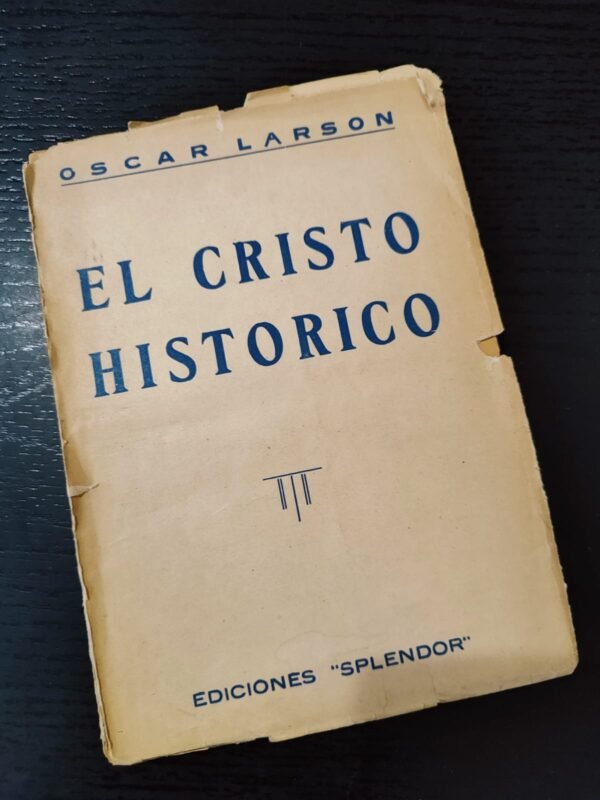 OSCAR LARSON
EL CRISTO
HISTORICO
EDICIONES "SPLENDOR"